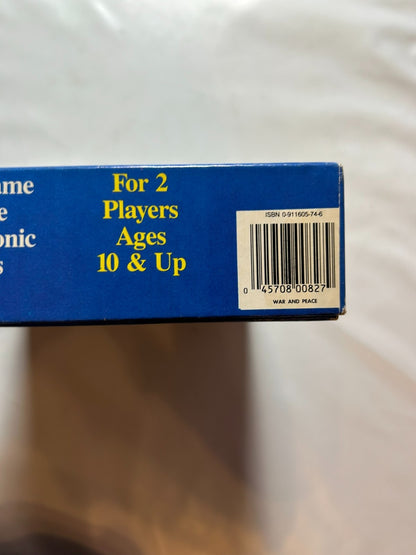 ame
e
onic
s
For 2
Players
Ages
10 & Up
ISBN 0-911605-74-6
0 45708 00827
WAR AND PEACE